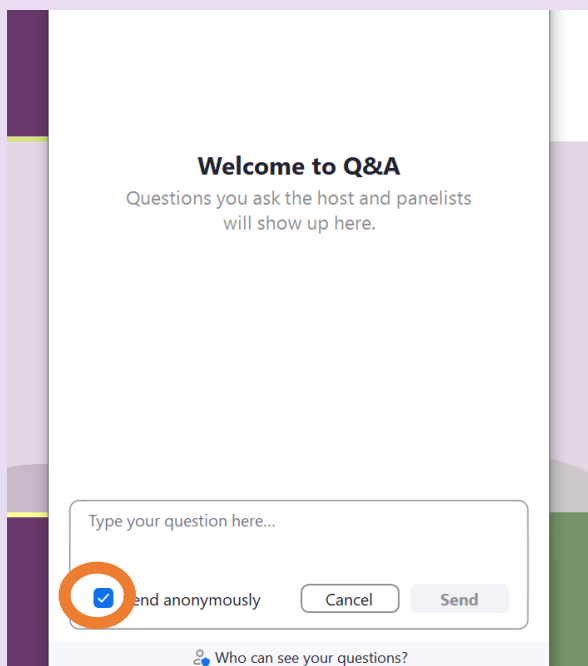 Welcome to Q&A
Questions you ask the host and panelists
will show up here.
Type your question here...
end anonymously
Cancel
Send
Who can see your questions?